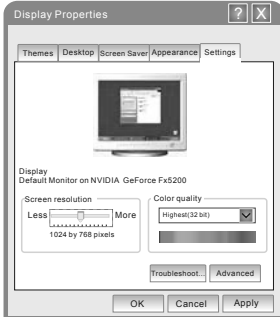 Display Properties ? X
Themes Desktop Screen Saver Appearance Settings
Display
Default Monitor on NVIDIA GeForce Fx5200
Screen resolution
Less More
1024 by 768 pixels
Color quality
Highest(32 bit)
Troubleshoot... Advanced
OK Cancel Apply